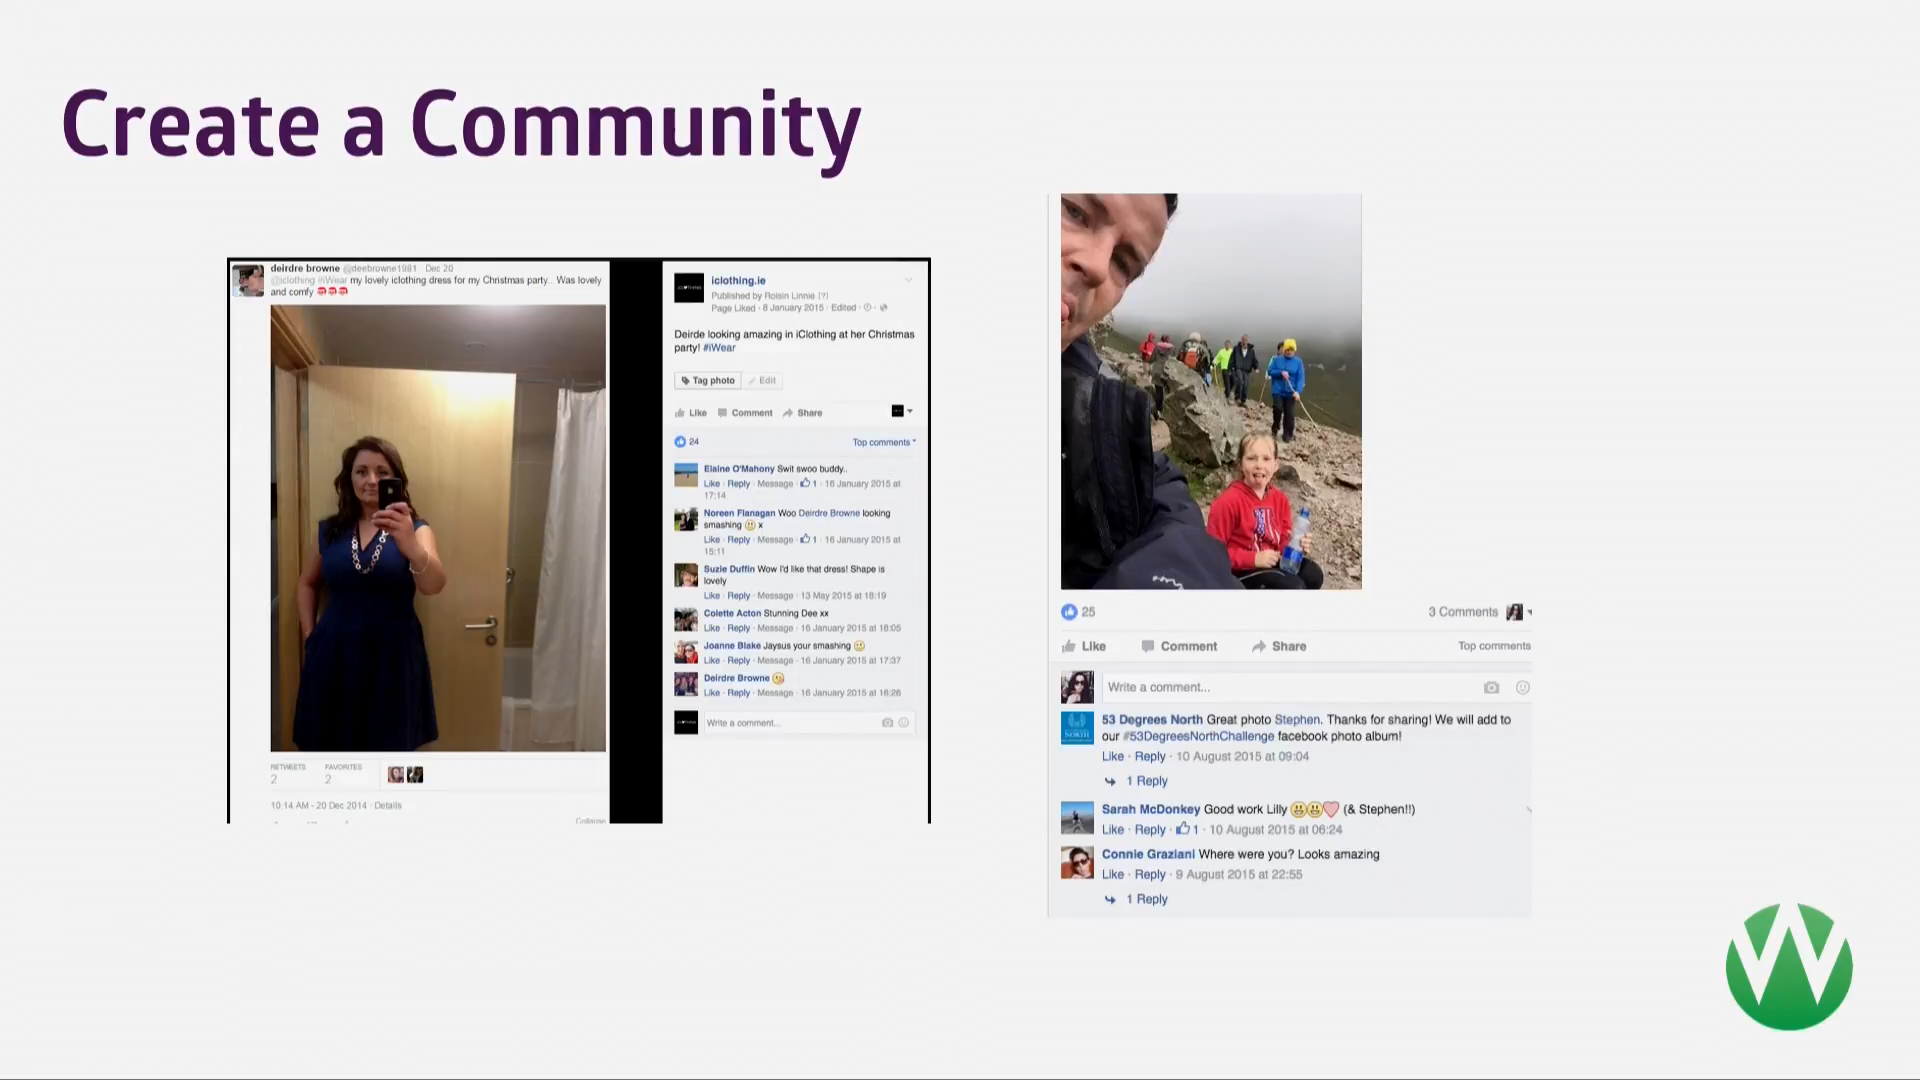 Create a Community
deirdre browne @deebrowne1981 Dec 20
@iclothing #iWear my lovely iclothing dress for my Christmas party.. Was lovely
and comfy
RETWEETS FAVORITES
2 2
10:14 AM - 20 Dec 2014 · Details
Collapse
iclothing.ie
Published by Roisin Linnie [?]
Page Liked · 8 January 2015 · Edited ·
Deirde looking amazing in iClothing at her Christmas
party! #iWear
Tag photo Edit
Like Comment Share
24 Top comments
Elaine O'Mahony Swit swoo buddy..
Like · Reply · Message · 1 · 16 January 2015 at
17:14
Noreen Flanagan Woo Deirdre Browne looking
smashing x
Like · Reply · Message · 1 · 16 January 2015 at
15:11
Suzie Duffin Wow I'd like that dress! Shape is
lovely
Like · Reply · Message · 13 May 2015 at 18:19
Colette Acton Stunning Dee xx
Like · Reply · Message · 16 January 2015 at 18:05
Joanne Blake Jaysus your smashing
Like · Reply · Message · 16 January 2015 at 17:37
Deirdre Browne
Like · Reply · Message · 16 January 2015 at 16:26
Write a comment...
25 3 Comments
Like Comment Share Top comments
Write a comment...
53 Degrees North Great photo Stephen. Thanks for sharing! We will add to
our #53DegreesNorthChallenge facebook photo album!
Like · Reply · 10 August 2015 at 09:04
1 Reply
Sarah McDonkey Good work Lilly (& Stephen!!)
Like · Reply · 1 · 10 August 2015 at 06:24
Connie Graziani Where were you? Looks amazing
Like · Reply · 9 August 2015 at 22:55
1 Reply
W